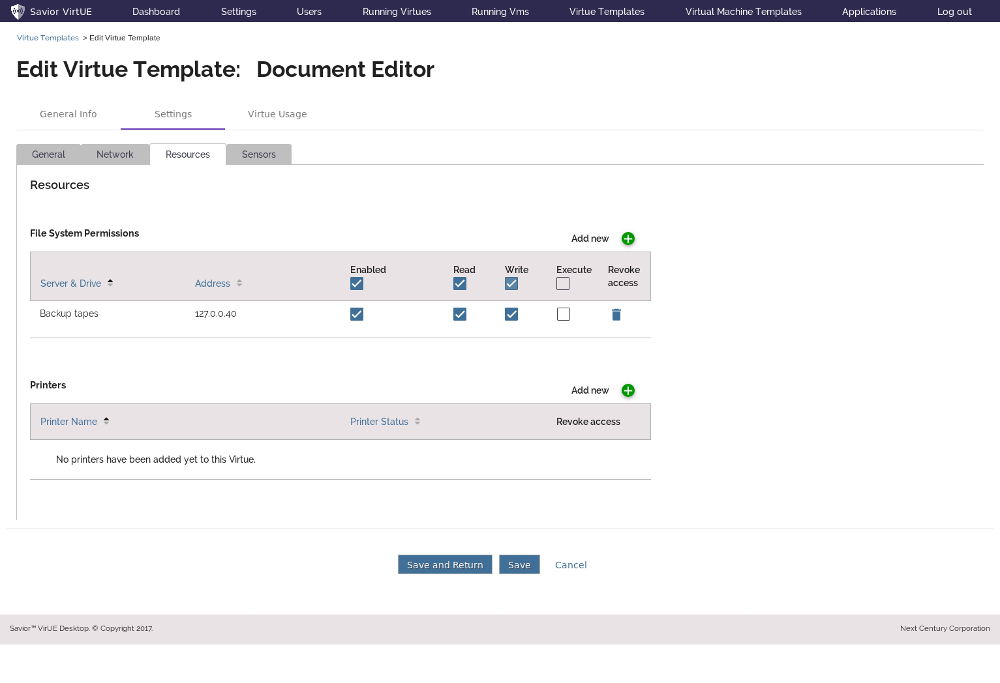 Savior VirtUE Dashboard Settings Users Running Virtues Running Vms Virtue Templates Virtual Machine Templates Applications Log out
Virtue Templates > Edit Virtue Template
Edit Virtue Template: Document Editor
General Info Settings Virtue Usage
General Network Resources Sensors
Resources
File System Permissions
Add new
Server & Drive Address Enabled Read Write Execute Revoke access
Backup tapes 127.0.0.40
Printers
Add new
Printer Name Printer Status Revoke access
No printers have been added yet to this Virtue.
Save and Return Save Cancel
Savior™ VirUE Desktop. © Copyright 2017. Next Century Corporation